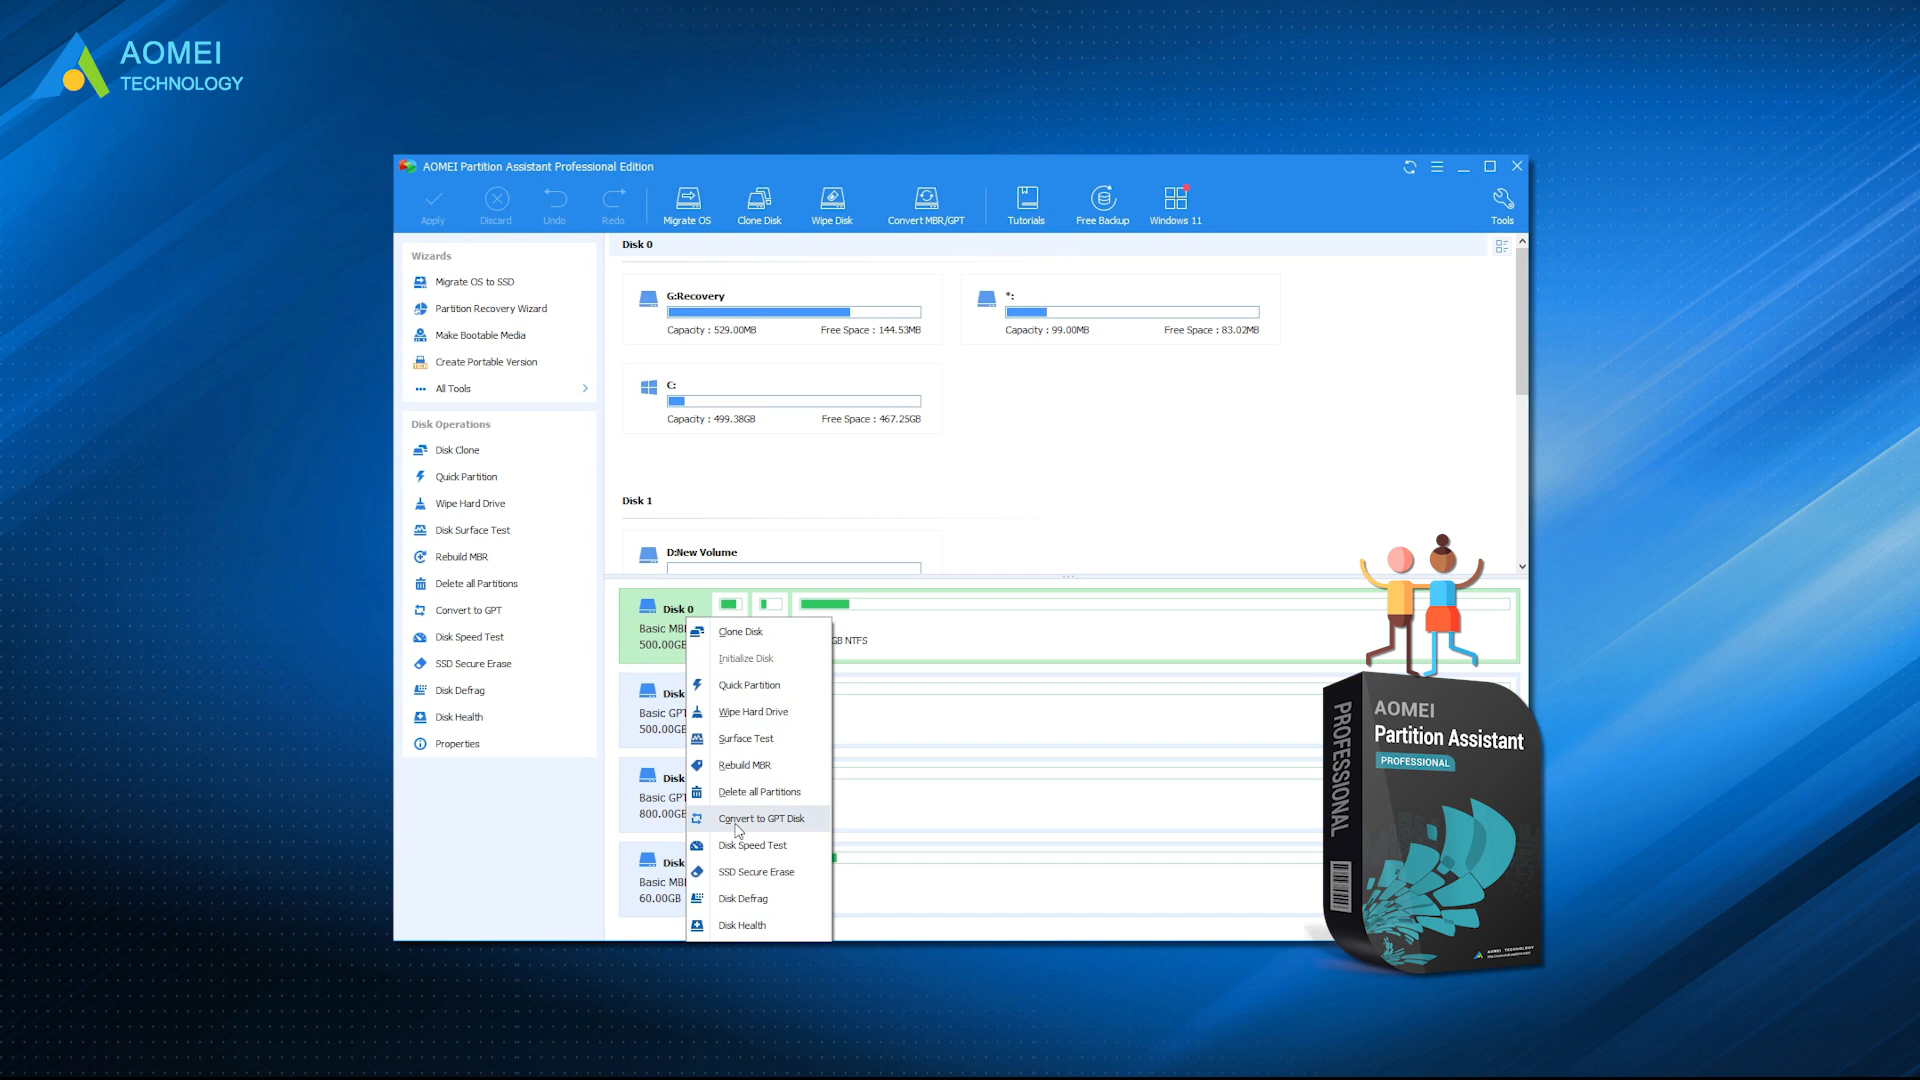 AOMEI
TECHNOLOGY
AOMEI Partition Assistant Professional Edition
Apply
Discard
Undo
Redo
Migrate OS
Clone Disk
Wipe Disk
Convert MBR/GPT
Tutorials
Free Backup
Windows 11
Tools
Wizards
Migrate OS to SSD
Partition Recovery Wizard
Make Bootable Media
Create Portable Version
All Tools
Disk Operations
Disk Clone
Quick Partition
Wipe Hard Drive
Disk Surface Test
Rebuild MBR
Delete all Partitions
Convert to GPT
Disk Speed Test
SSD Secure Erase
Disk Defrag
Disk Health
Properties
Disk 0
G:Recovery
Capacity : 529.00MB
Free Space : 144.53MB
*:
Capacity : 99.00MB
Free Space : 83.02MB
C:
Capacity : 499.38GB
Free Space : 467.25GB
Disk 1
D:New Volume
Disk 0
Basic MB
500.00GB
GB NTFS
Disk
Basic GPT
500.00GB
Disk
Basic GPT
800.00GB
Disk
Basic MB
60.00GB
Clone Disk
Initialize Disk
Quick Partition
Wipe Hard Drive
Surface Test
Rebuild MBR
Delete all Partitions
Convert to GPT Disk
Disk Speed Test
SSD Secure Erase
Disk Defrag
Disk Health
PROFESSIONAL
AOMEI
Partition Assistant
PROFESSIONAL
AOMEI TECHNOLOGY